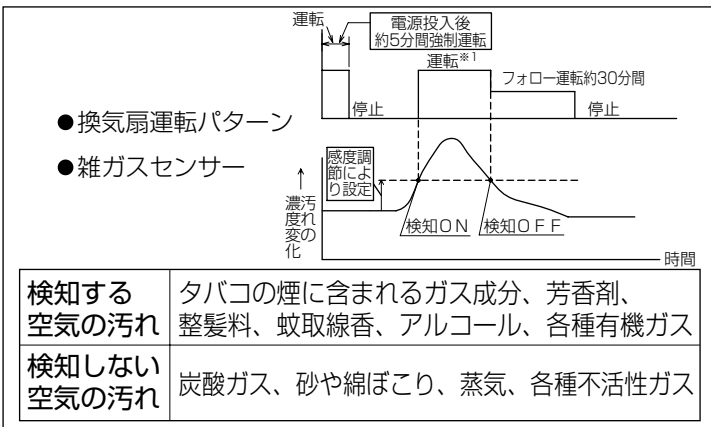 運転
電源投入後
約5分間強制運転
運転※1
フォロー運転約30分間
停止
停止
●換気扇運転パターン
●雑ガスセンサー
感度調
節によ
り設定
↑
汚れの
濃度変化
検知ON
検知OFF
時間
検知する
空気の汚れ
タバコの煙に含まれるガス成分、芳香剤、
整髪料、蚊取線香、アルコール、各種有機ガス
検知しない
空気の汚れ
炭酸ガス、砂や綿ぼこり、蒸気、各種不活性ガス